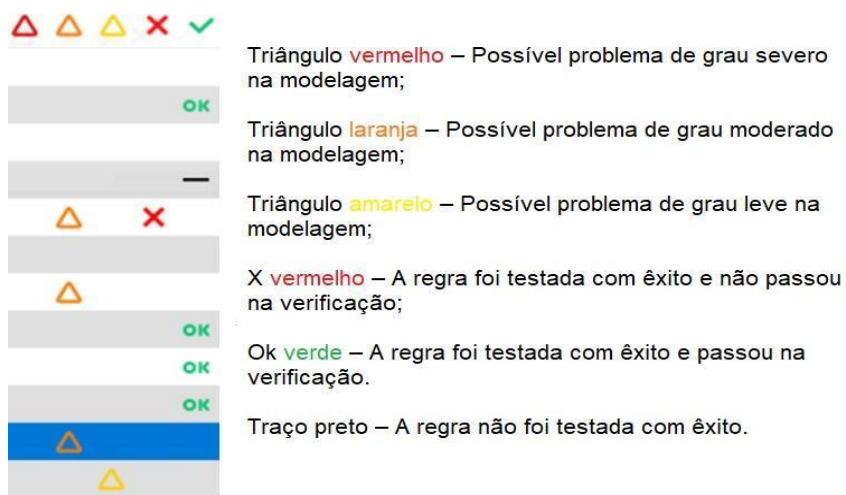 Triângulo vermelho – Possível problema de grau severo
na modelagem;
OK
Triângulo laranja – Possível problema de grau moderado
na modelagem;
Triângulo amarelo – Possível problema de grau leve na
modelagem;
X vermelho – A regra foi testada com êxito e não passou
na verificação;
OK
Ok verde – A regra foi testada com êxito e passou na
OK
verificação.
OK
Traço preto – A regra não foi testada com êxito.